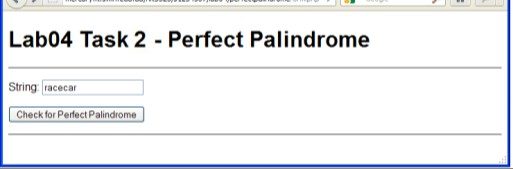 Lab04 Task 2 - Perfect Palindrome
String: racecar
Check for Perfect Palindrome